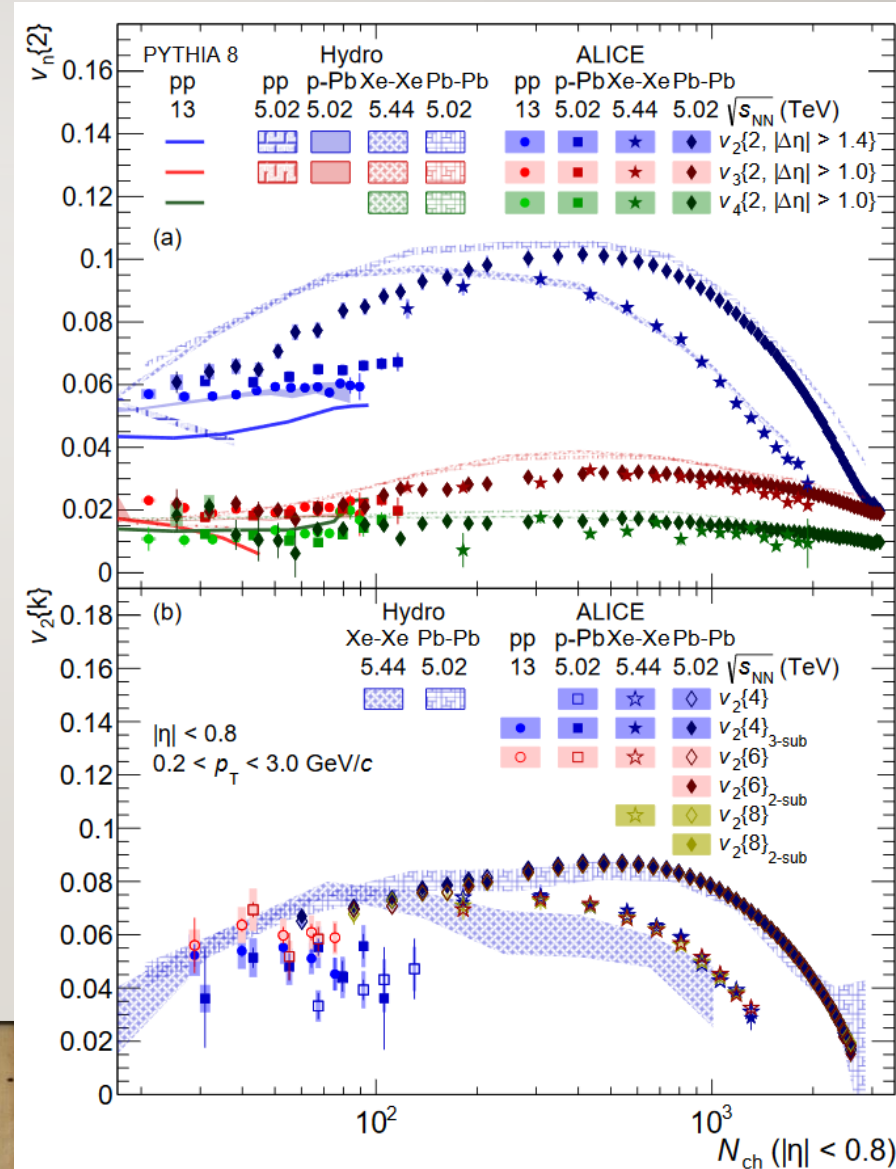 v_n{2}
0.16
0.14
0.12
0.1
0.08
0.06
0.04
0.02
0
PYTHIA 8 Hydro ALICE
pp pp p-Pb Xe-Xe Pb-Pb pp p-Pb Xe-Xe Pb-Pb
13 5.02 5.02 5.44 5.02 13 5.02 5.44 5.02 √s_NN (TeV)
v_2{2, |Δη| > 1.4}
v_3{2, |Δη| > 1.0}
v_4{2, |Δη| > 1.0}
(a)
v_2{k}
0.18
0.16
0.14
0.12
0.1
0.08
0.06
0.04
0.02
0
(b) Hydro ALICE
Xe-Xe Pb-Pb pp p-Pb Xe-Xe Pb-Pb
5.44 5.02 13 5.02 5.44 5.02 √s_NN (TeV)
v_2{4}
v_2{4}_3-sub
v_2{6}
v_2{6}_2-sub
v_2{8}
v_2{8}_2-sub
|η| < 0.8
0.2 < p_T < 3.0 GeV/c
10^2 10^3
N_ch (|η| < 0.8)